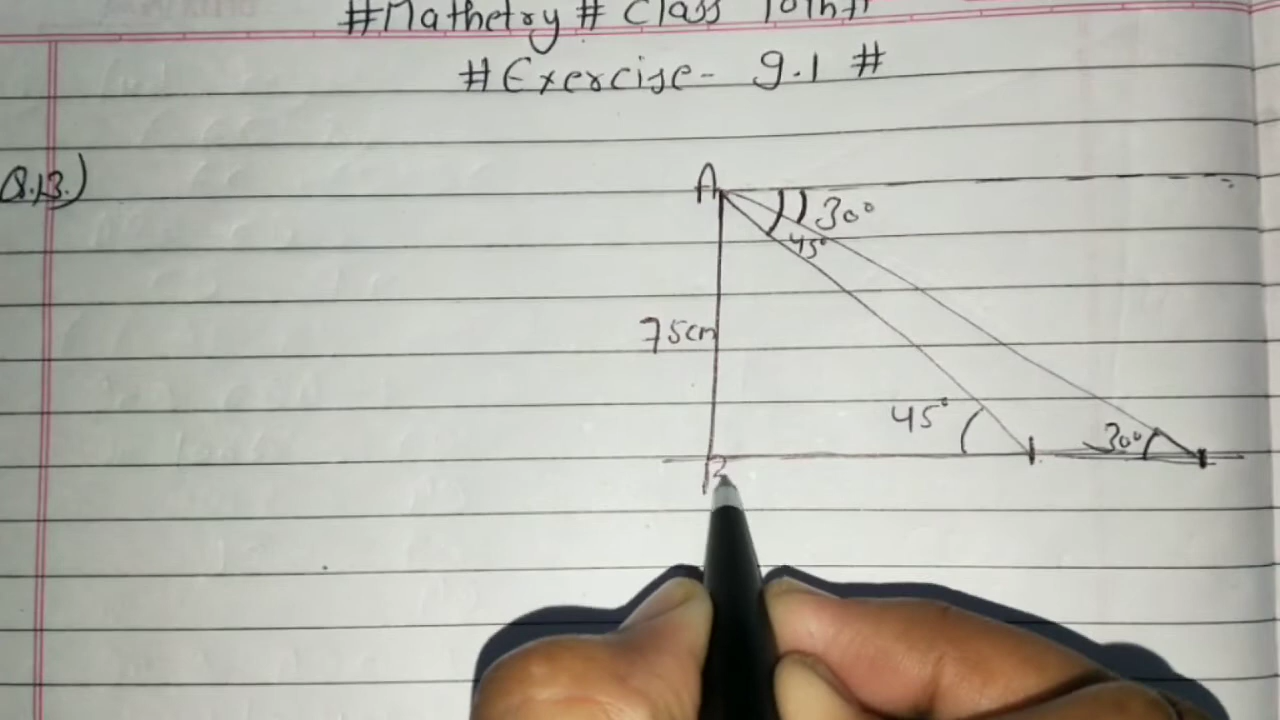 #Mathetry # Class 10th#
#Exercise- 9.1 #
Q.13.)
A
30°
45°
75cm
45°
30°
B